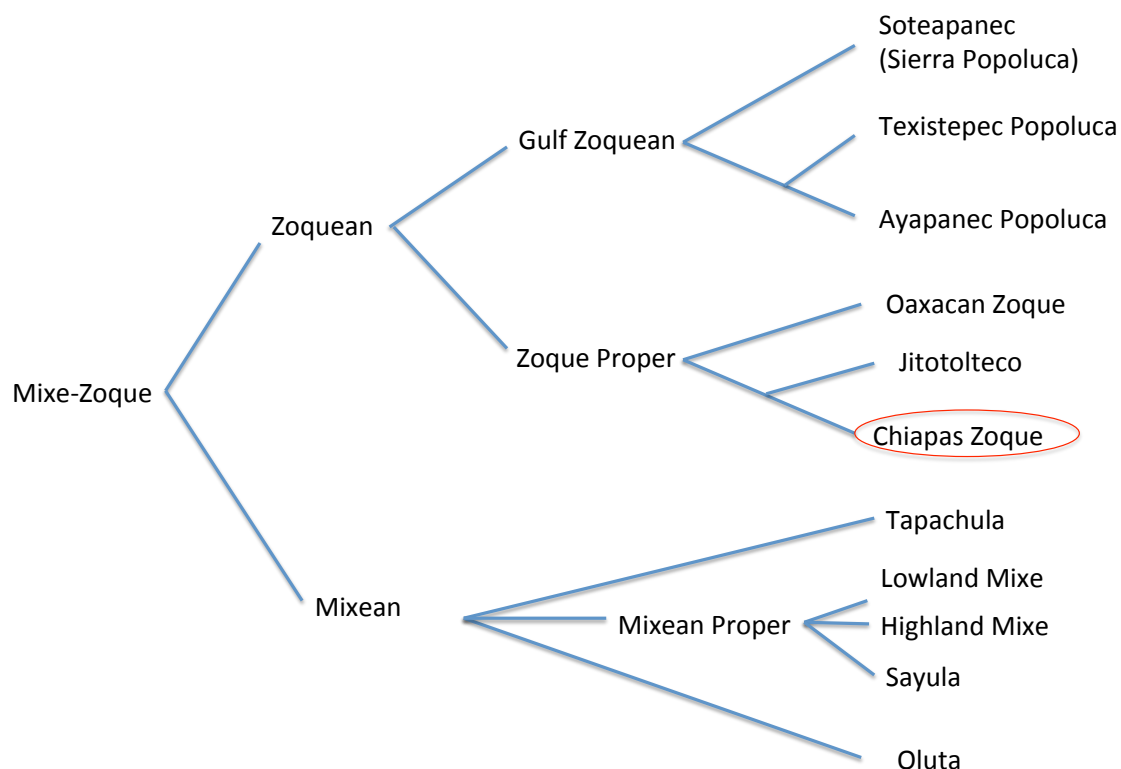 Soteapanec
(Sierra Popoluca)
Gulf Zoquean
Texistepec Popoluca
Zoquean
Ayapanec Popoluca
Oaxacan Zoque
Zoque Proper
Jitotolteco
Mixe-Zoque
Chiapas Zoque
Tapachula
Lowland Mixe
Mixean
Mixean Proper
Highland Mixe
Sayula
Oluta